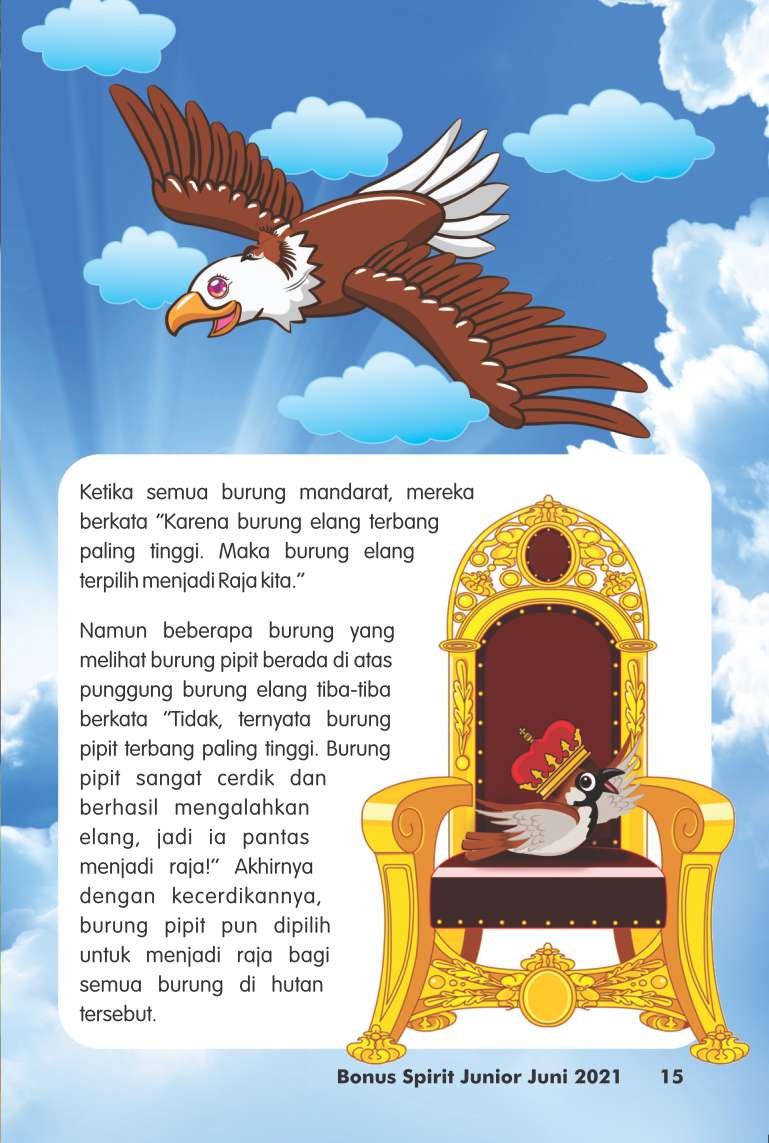 Ketika semua burung mandarat, mereka
berkata “Karena burung elang terbang
paling tinggi. Maka burung elang
terpilih menjadi Raja kita.”
Namun beberapa burung yang
melihat burung pipit berada di atas
punggung burung elang tiba-tiba
berkata “Tidak, ternyata burung
pipit terbang paling tinggi. Burung
pipit sangat cerdik dan
berhasil mengalahkan
elang, jadi ia pantas
menjadi raja!” Akhirnya
dengan kecerdikannya,
burung pipit pun dipilih
untuk menjadi raja bagi
semua burung di hutan
tersebut.
Bonus Spirit Junior Juni 2021 15